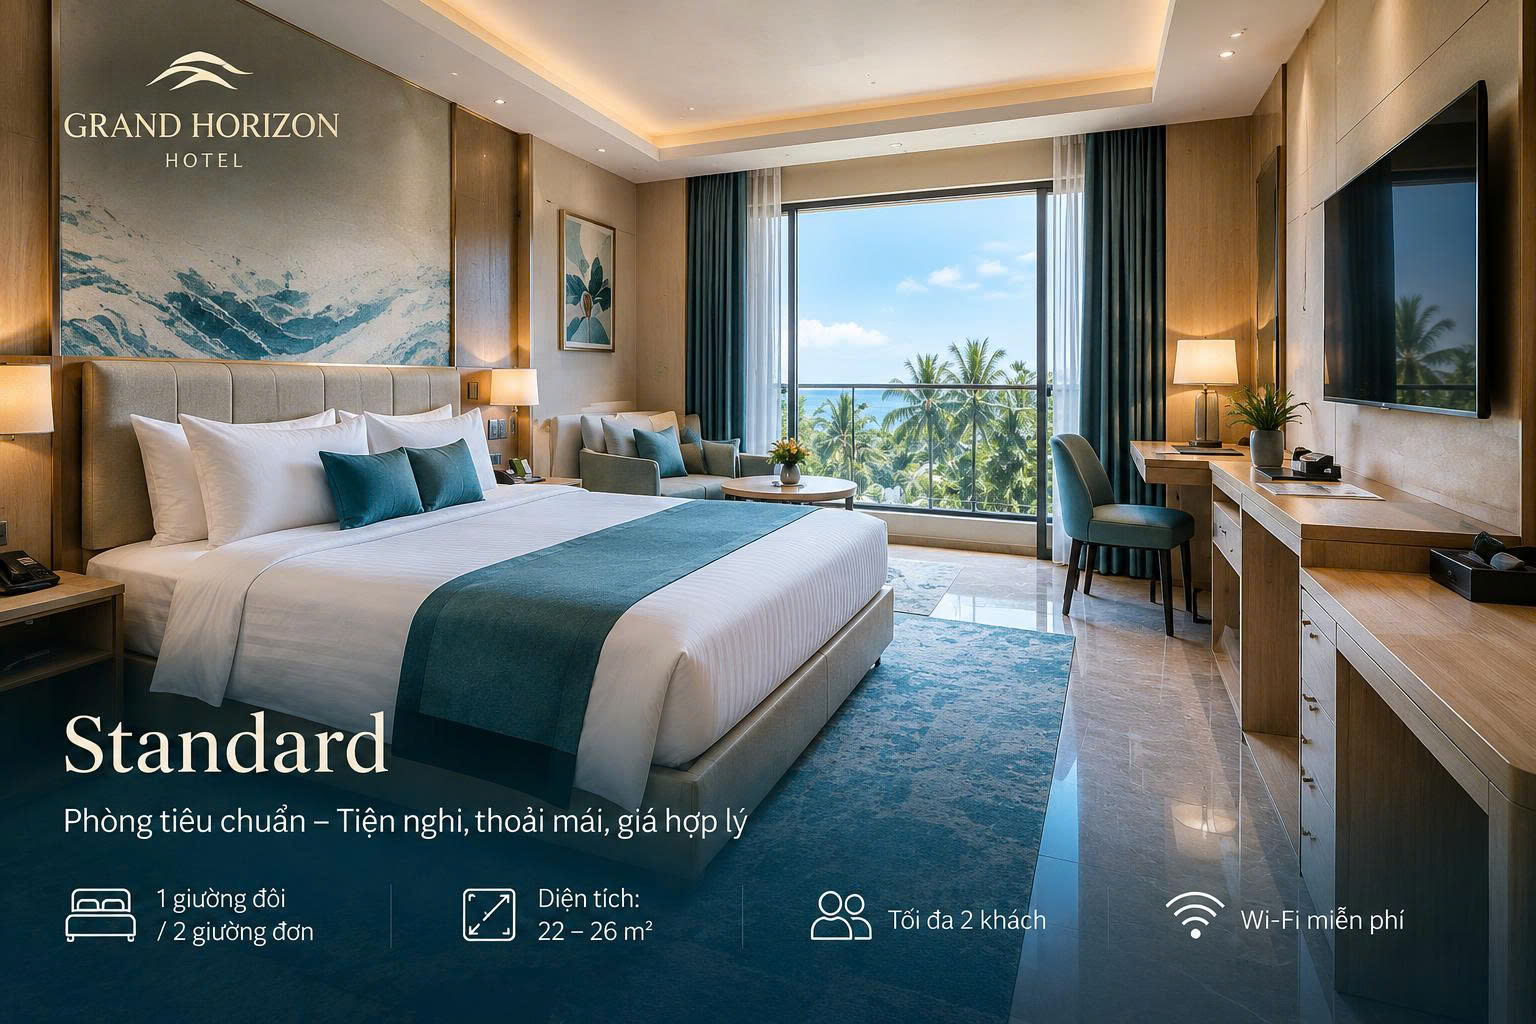 GRAND HORIZON
HOTEL
Standard
Phòng tiêu chuẩn – Tiện nghi, thoải mái, giá hợp lý
1 giường đôi
/ 2 giường đơn
Diện tích:
22 – 26 m²
Tối đa 2 khách
Wi-Fi miễn phí